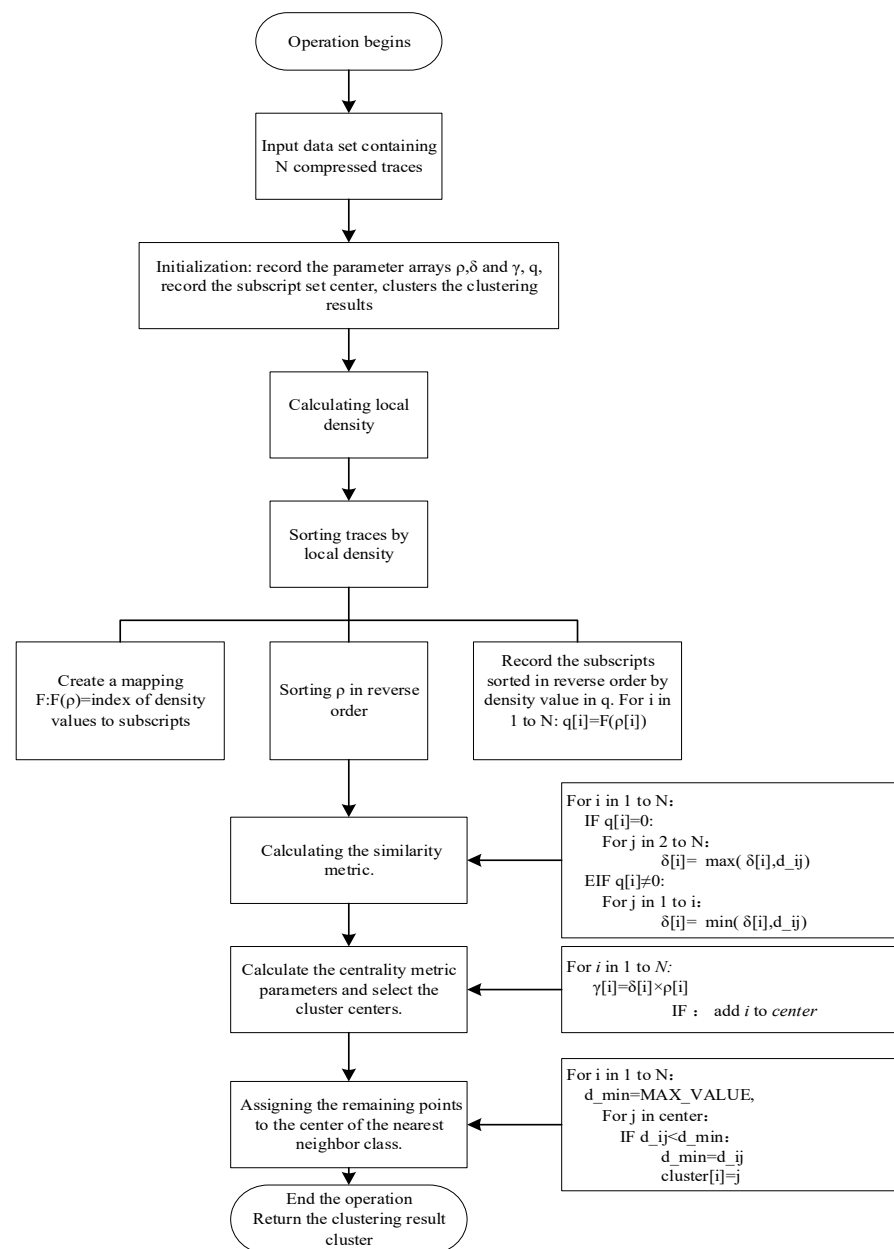 Operation begins
Input data set containing
N compressed traces
Initialization: record the parameter arrays ρ,δ and γ, q,
record the subscript set center, clusters the clustering
results
Calculating local
density
Sorting traces by
local density
Create a mapping
F:F(ρ)=index of density
values to subscripts
Sorting ρ in reverse
order
Record the subscripts
sorted in reverse order by
density value in q. For i in
1 to N: q[i]=F(ρ[i])
Calculating the similarity
metric.
For i in 1 to N:
IF q[i]=0:
For j in 2 to N:
δ[i]= max( δ[i],d_ij)
EIF q[i]≠0:
For j in 1 to i:
δ[i]= min( δ[i],d_ij)
Calculate the centrality metric
parameters and select the
cluster centers.
For i in 1 to N:
γ[i]=δ[i]×ρ[i]
IF : add i to center
Assigning the remaining points
to the center of the nearest
neighbor class.
For i in 1 to N:
d_min=MAX_VALUE,
For j in center:
IF d_ij<d_min:
d_min=d_ij
cluster[i]=j
End the operation
Return the clustering result
cluster